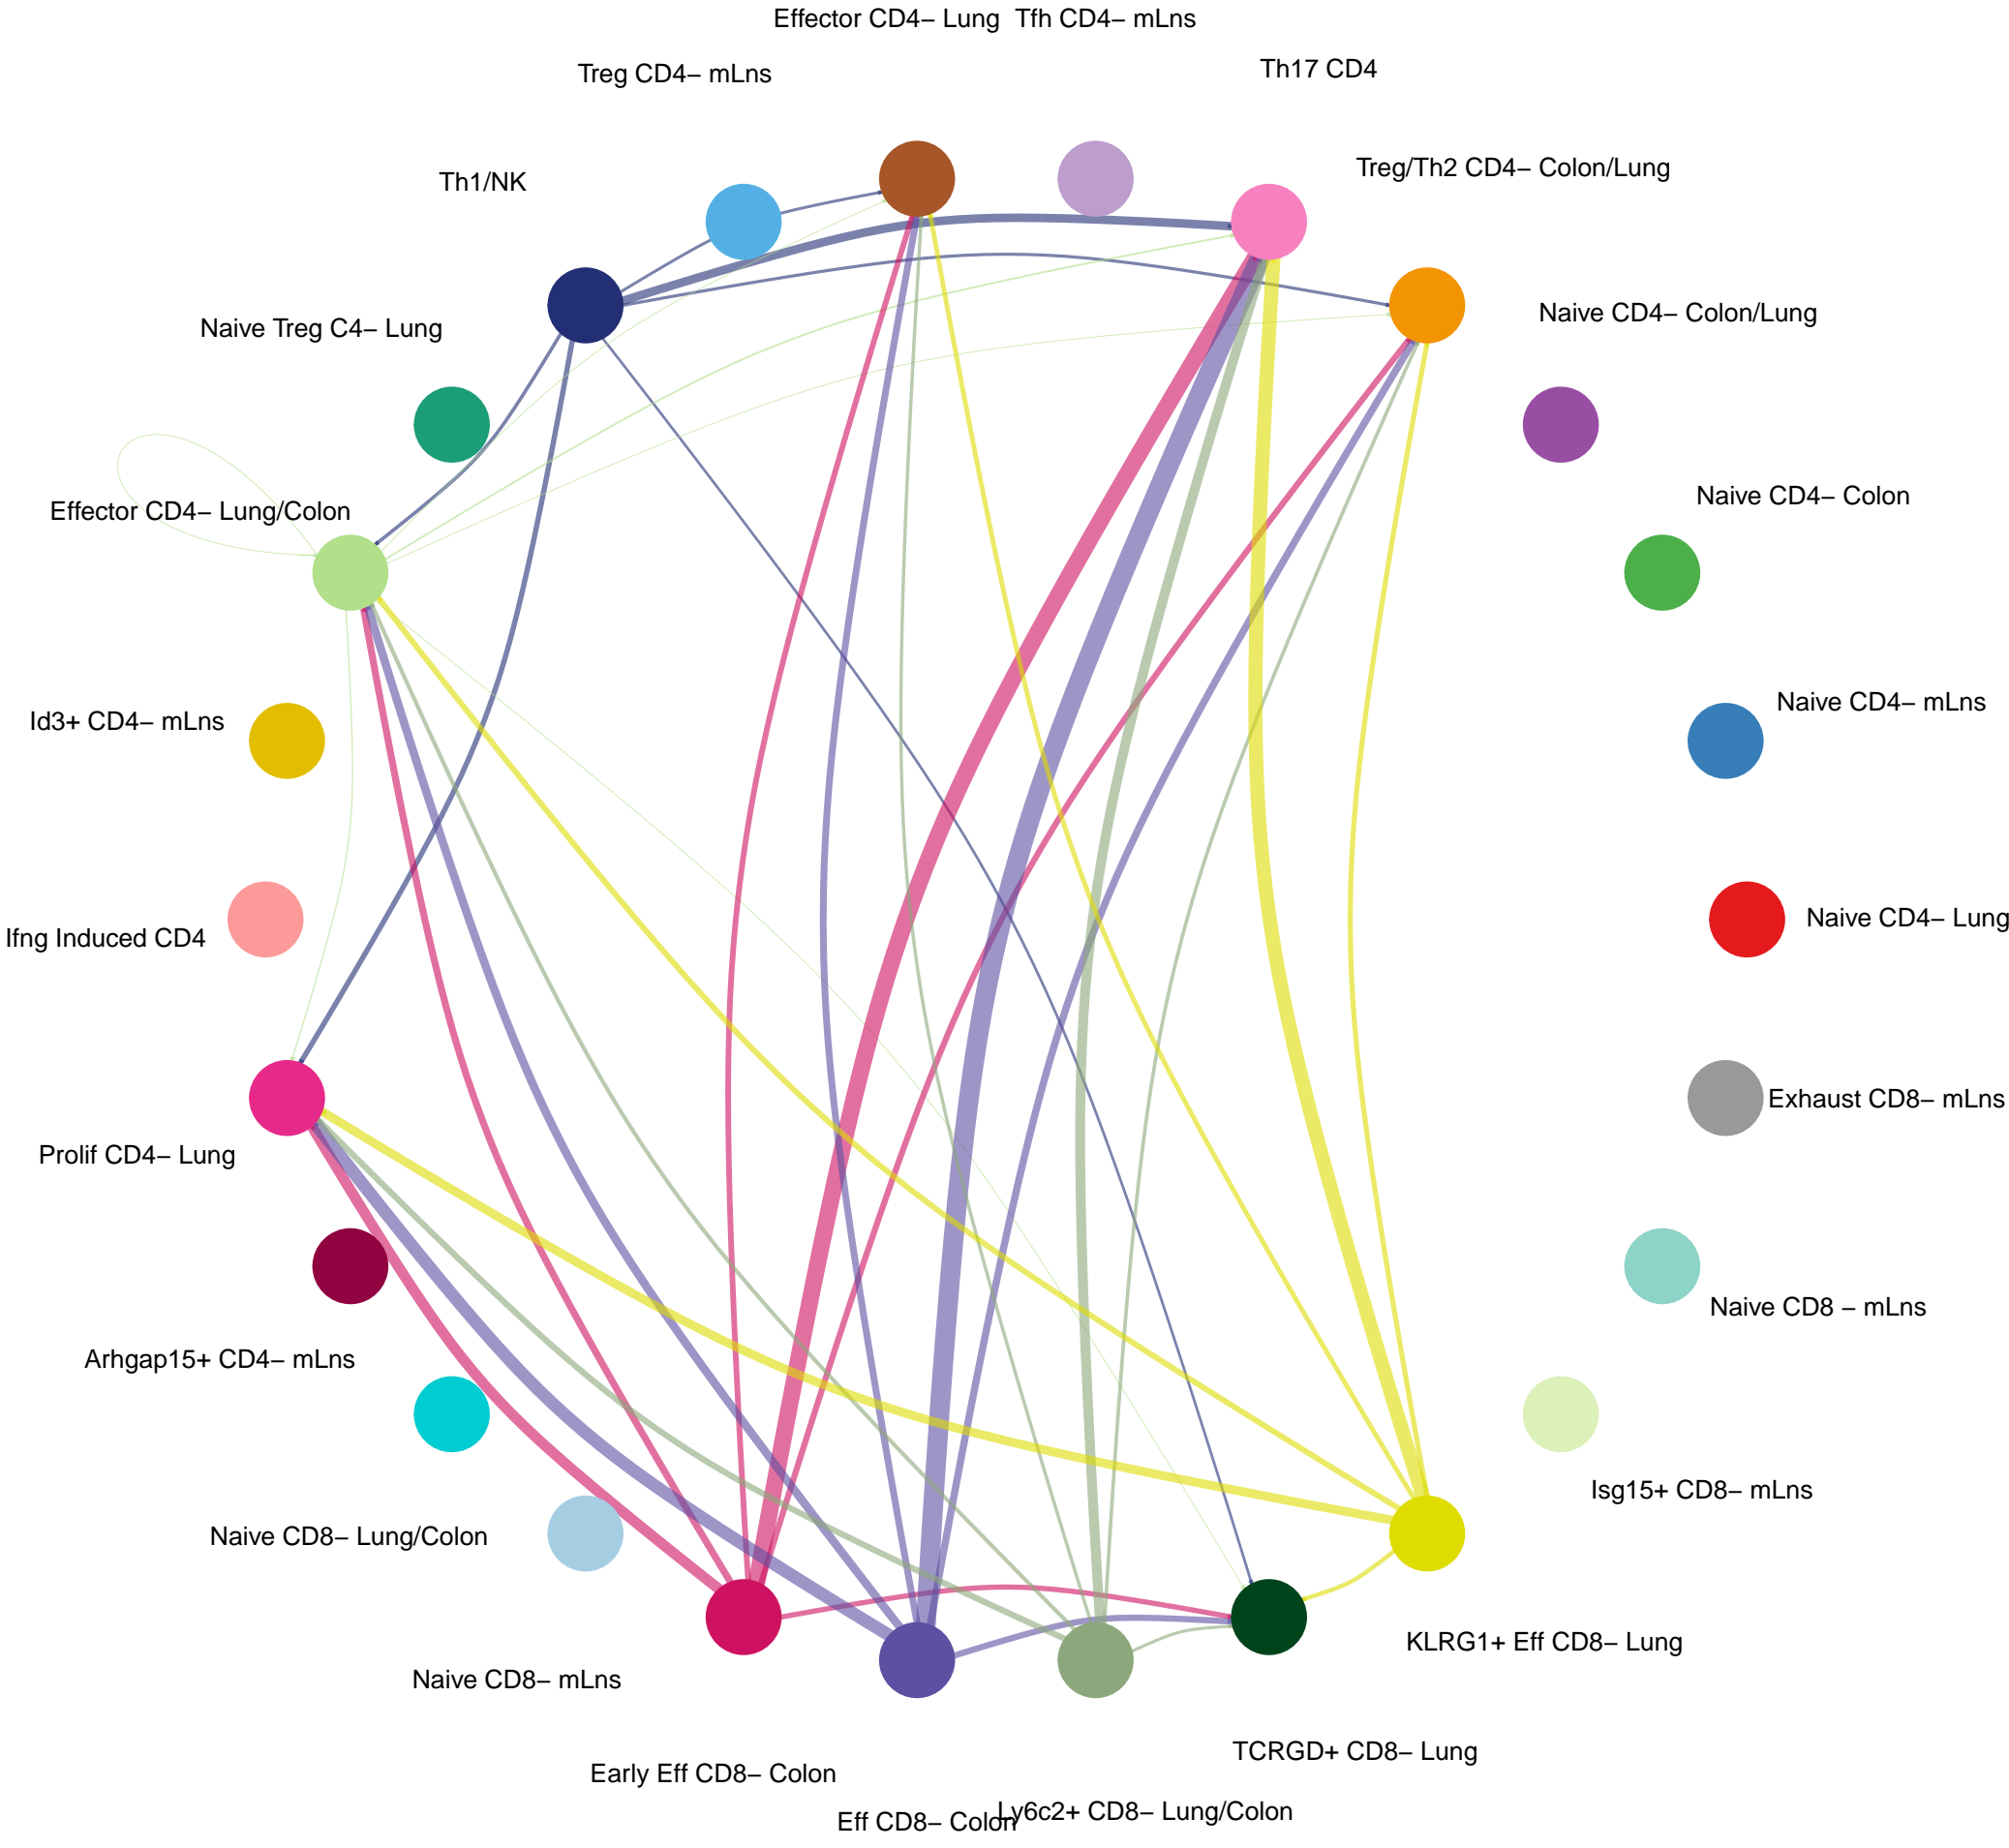 Effector CD4− Lung
Tfh CD4− mLns
Treg CD4− mLns
Th17 CD4
Th1/NK
Treg/Th2 CD4− Colon/Lung
Naive Treg C4− Lung
Naive CD4− Colon/Lung
Effector CD4− Lung/Colon
Naive CD4− Colon
Id3+ CD4− mLns
Naive CD4− mLns
Ifng Induced CD4
Naive CD4− Lung
Exhaust CD8− mLns
Prolif CD4− Lung
Naive CD8 − mLns
Arhgap15+ CD4− mLns
Isg15+ CD8− mLns
Naive CD8− Lung/Colon
KLRG1+ Eff CD8− Lung
Naive CD8− mLns
TCRGD+ CD8− Lung
Early Eff CD8− Colon
Ly6c2+ CD8− Lung/Colon
Eff CD8− Colon